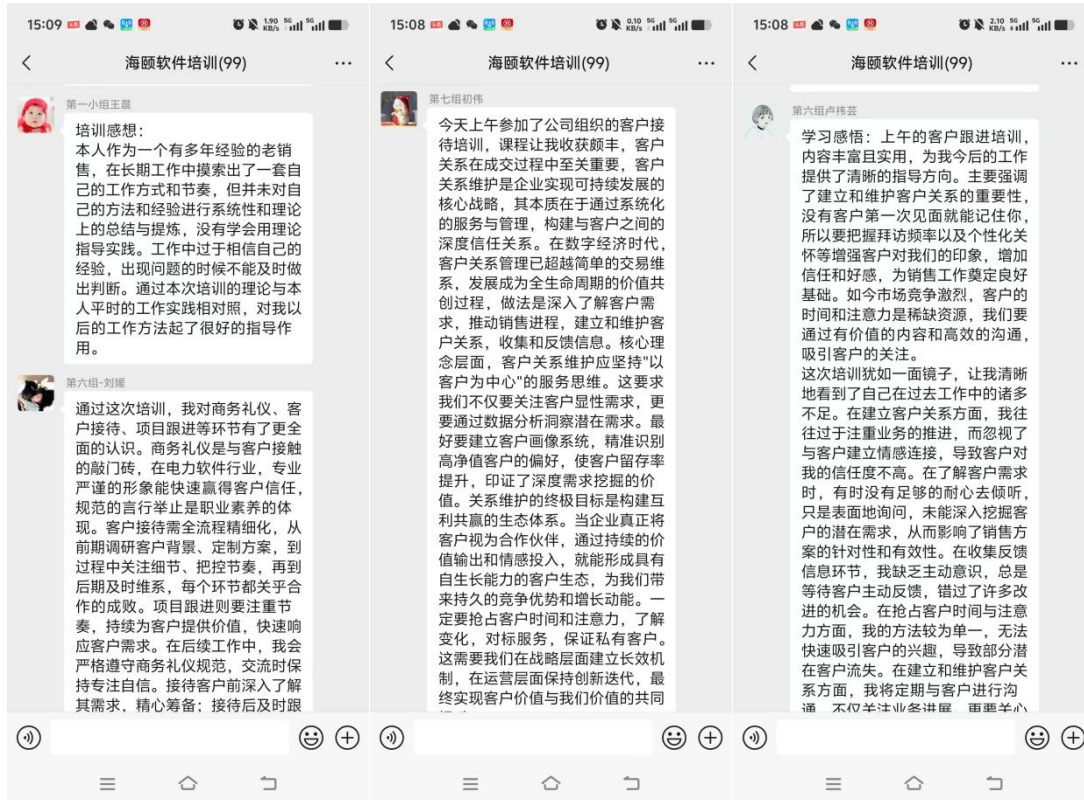 15:09
1.90 KB/s 5G 5G
海颐软件培训(99)
第一小组王晨
培训感想：
本人作为一个有多年经验的老销
售，在长期工作中摸索出了一套自
己的工作方式和节奏，但并未对自
己的方法和经验进行系统性和理论
上的总结与提炼，没有学会用理论
指导实践。工作中过于相信自己的
经验，出现问题的时候不能及时做
出判断。通过本次培训的理论与本
人平时的工作实践相对照，对我以
后的工作方法起了很好的指导作
用。
第六组-刘媛
通过这次培训，我对商务礼仪、客
户接待、项目跟进等环节有了更全
面的认识。商务礼仪是与客户接触
的敲门砖，在电力软件行业，专业
严谨的形象能快速赢得客户信任，
规范的言行举止是职业素养的体
现。客户接待需全流程精细化，从
前期调研客户背景、定制方案，到
过程中关注细节、把控节奏，再到
后期及时维系，每个环节都关乎合
作的成败。项目跟进则要注重节
奏，持续为客户提供价值，快速响
应客户需求。在后续工作中，我会
严格遵守商务礼仪规范，交流时保
持专注自信。接待客户前深入了解
其需求，精心筹备；接待后及时跟
15:08
0.10 KB/s 5G 5G
海颐软件培训(99)
第七组初伟
今天上午参加了公司组织的客户接
待培训，课程让我收获颇丰，客户
关系在成交过程中至关重要，客户
关系维护是企业实现可持续发展的
核心战略，其本质在于通过系统化
的服务与管理，构建与客户之间的
深度信任关系。在数字经济时代，
客户关系管理已超越简单的交易维
系，发展成为全生命周期的价值共
创过程，做法是深入了解客户需
求，推动销售进程，建立和维护客
户关系，收集和反馈信息。核心理
念层面，客户关系维护应坚持"以
客户为中心"的服务思维。这要求
我们不仅要关注客户显性需求，更
要通过数据分析洞察潜在需求。最
好要建立客户画像系统，精准识别
高净值客户的偏好，使客户留存率
提升，印证了深度需求挖掘的价
值。关系维护的终极目标是构建互
利共赢的生态体系。当企业真正将
客户视为合作伙伴，通过持续的价
值输出和情感投入，就能形成具有
自生长能力的客户生态，为我们带
来持久的竞争优势和增长动能。一
定要抢占客户时间和注意力，了解
变化，对标服务，保证私有客户。
这需要我们在战略层面建立长效机
制，在运营层面保持创新迭代，最
终实现客户价值与我们价值的共同
15:08
2.10 KB/s 5G 5G
海颐软件培训(99)
第六组卢祎芸
学习感悟：上午的客户跟进培训，
内容丰富且实用，为我今后的工作
提供了清晰的指导方向。主要强调
了建立和维护客户关系的重要性，
没有客户第一次见面就能记住你，
所以要把握拜访频率以及个性化关
怀等增强客户对我们的印象，增加
信任和好感，为销售工作奠定良好
基础。如今市场竞争激烈，客户的
时间和注意力是稀缺资源，我们要
通过有价值的内容和高效的沟通，
吸引客户的关注。
这次培训犹如一面镜子，让我清晰
地看到了自己在过去工作中的诸多
不足。在建立客户关系方面，我往
往过于注重业务的推进，而忽视了
与客户建立情感连接，导致客户对
我的信任度不高。在了解客户需求
时，有时没有足够的耐心去倾听，
只是表面地询问，未能深入挖掘客
户的潜在需求，从而影响了销售方
案的针对性和有效性。在收集反馈
信息环节，我缺乏主动意识，总是
等待客户主动反馈，错过了许多改
进的机会。在抢占客户时间与注意
力方面，我的方法较为单一，无法
快速吸引客户的兴趣，导致部分潜
在客户流失。在建立和维护客户关
系方面，我将定期与客户进行沟
通，不仅关注业务进展，更要关心